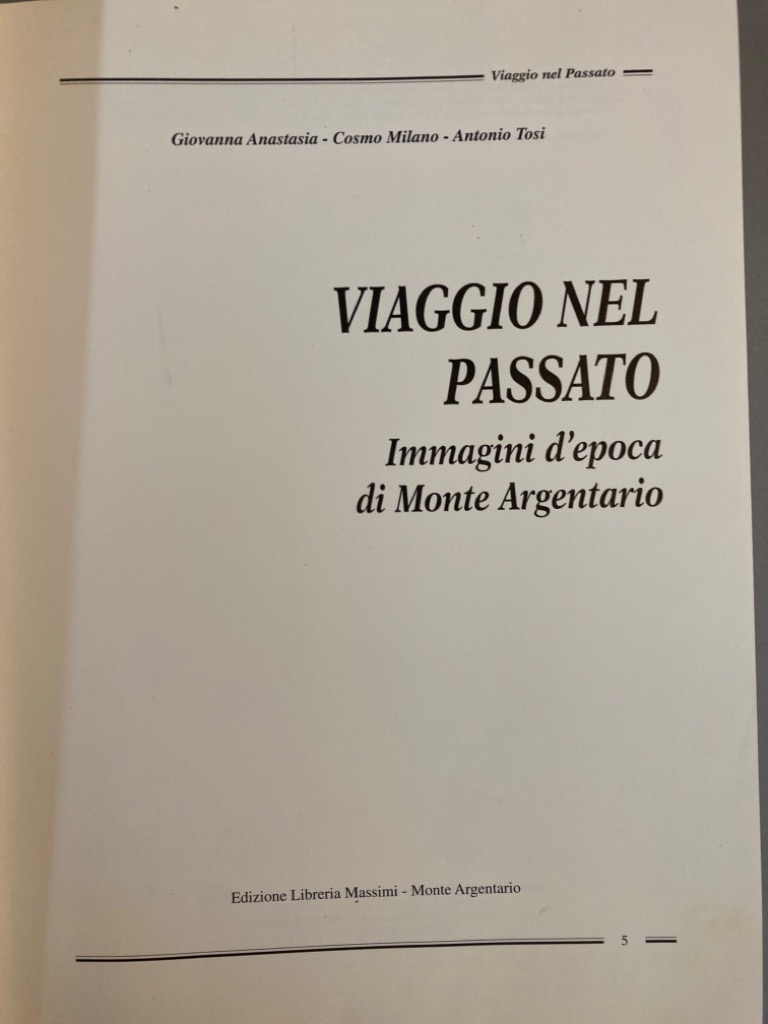 Viaggio nel Passato
Giovanna Anastasia - Cosmo Milano - Antonio Tosi
VIAGGIO NEL
PASSATO
Immagini d'epoca
di Monte Argentario
Edizione Libreria Massimi - Monte Argentario
5